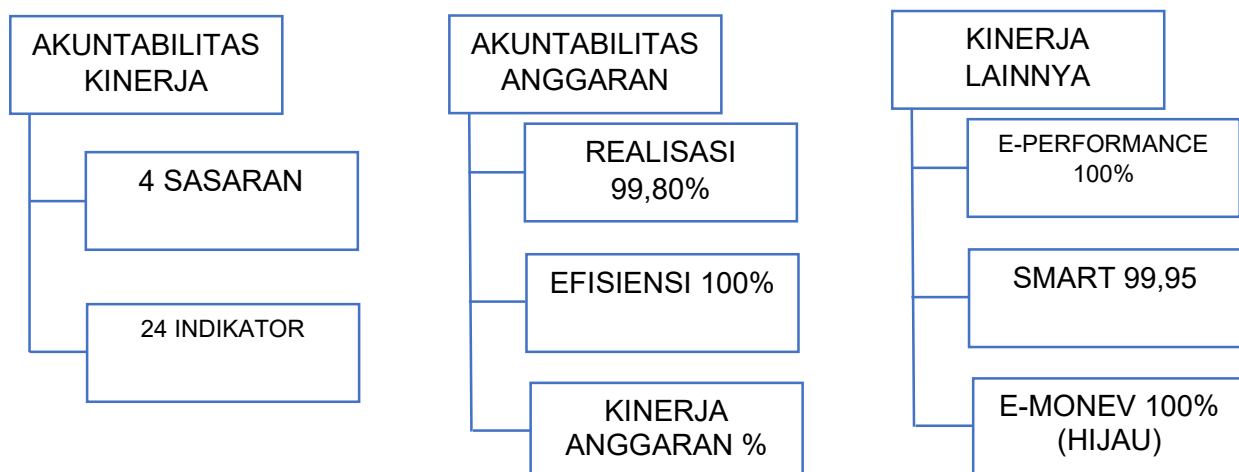 AKUNTABILITAS
KINERJA
4 SASARAN
24 INDIKATOR
AKUNTABILITAS
ANGGARAN
REALISASI
99,80%
EFISIENSI 100%
KINERJA
ANGGARAN %
KINERJA
LAINNYA
E-PERFORMANCE
100%
SMART 99,95
E-MONEV 100%
(HIJAU)